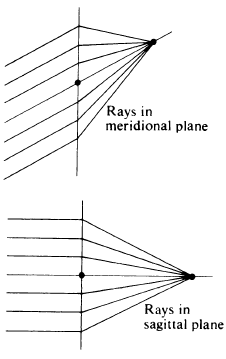 Rays in
meridional plane
Rays in
sagittal plane